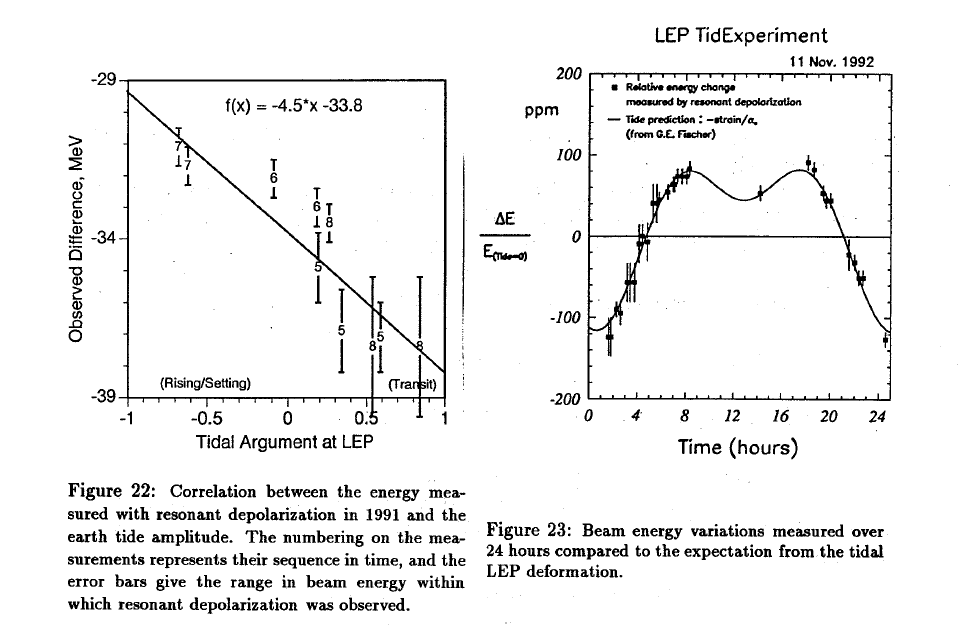 -29
-34
-39
Observed Difference, MeV
f(x) = -4.5*x -33.8
7
7
6
6
8
5
5
8
5
8
(Rising/Setting)
(Transit)
-1
-0.5
0
0.5
1
Tidal Argument at LEP
Figure 22: Correlation between the energy mea-
sured with resonant depolarization in 1991 and the
earth tide amplitude. The numbering on the mea-
surements represents their sequence in time, and the
error bars give the range in beam energy within
which resonant depolarization was observed.
LEP TidExperiment
11 Nov. 1992
200
ppm
100
0
-100
-200
ΔE
E(Tide=0)
Relative energy change
measured by resonant depolarization
Tide prediction : -strain/αc
(from G.E. Fischer)
0 4 8 12 16 20 24
Time (hours)
Figure 23: Beam energy variations measured over
24 hours compared to the expectation from the tidal
LEP deformation.